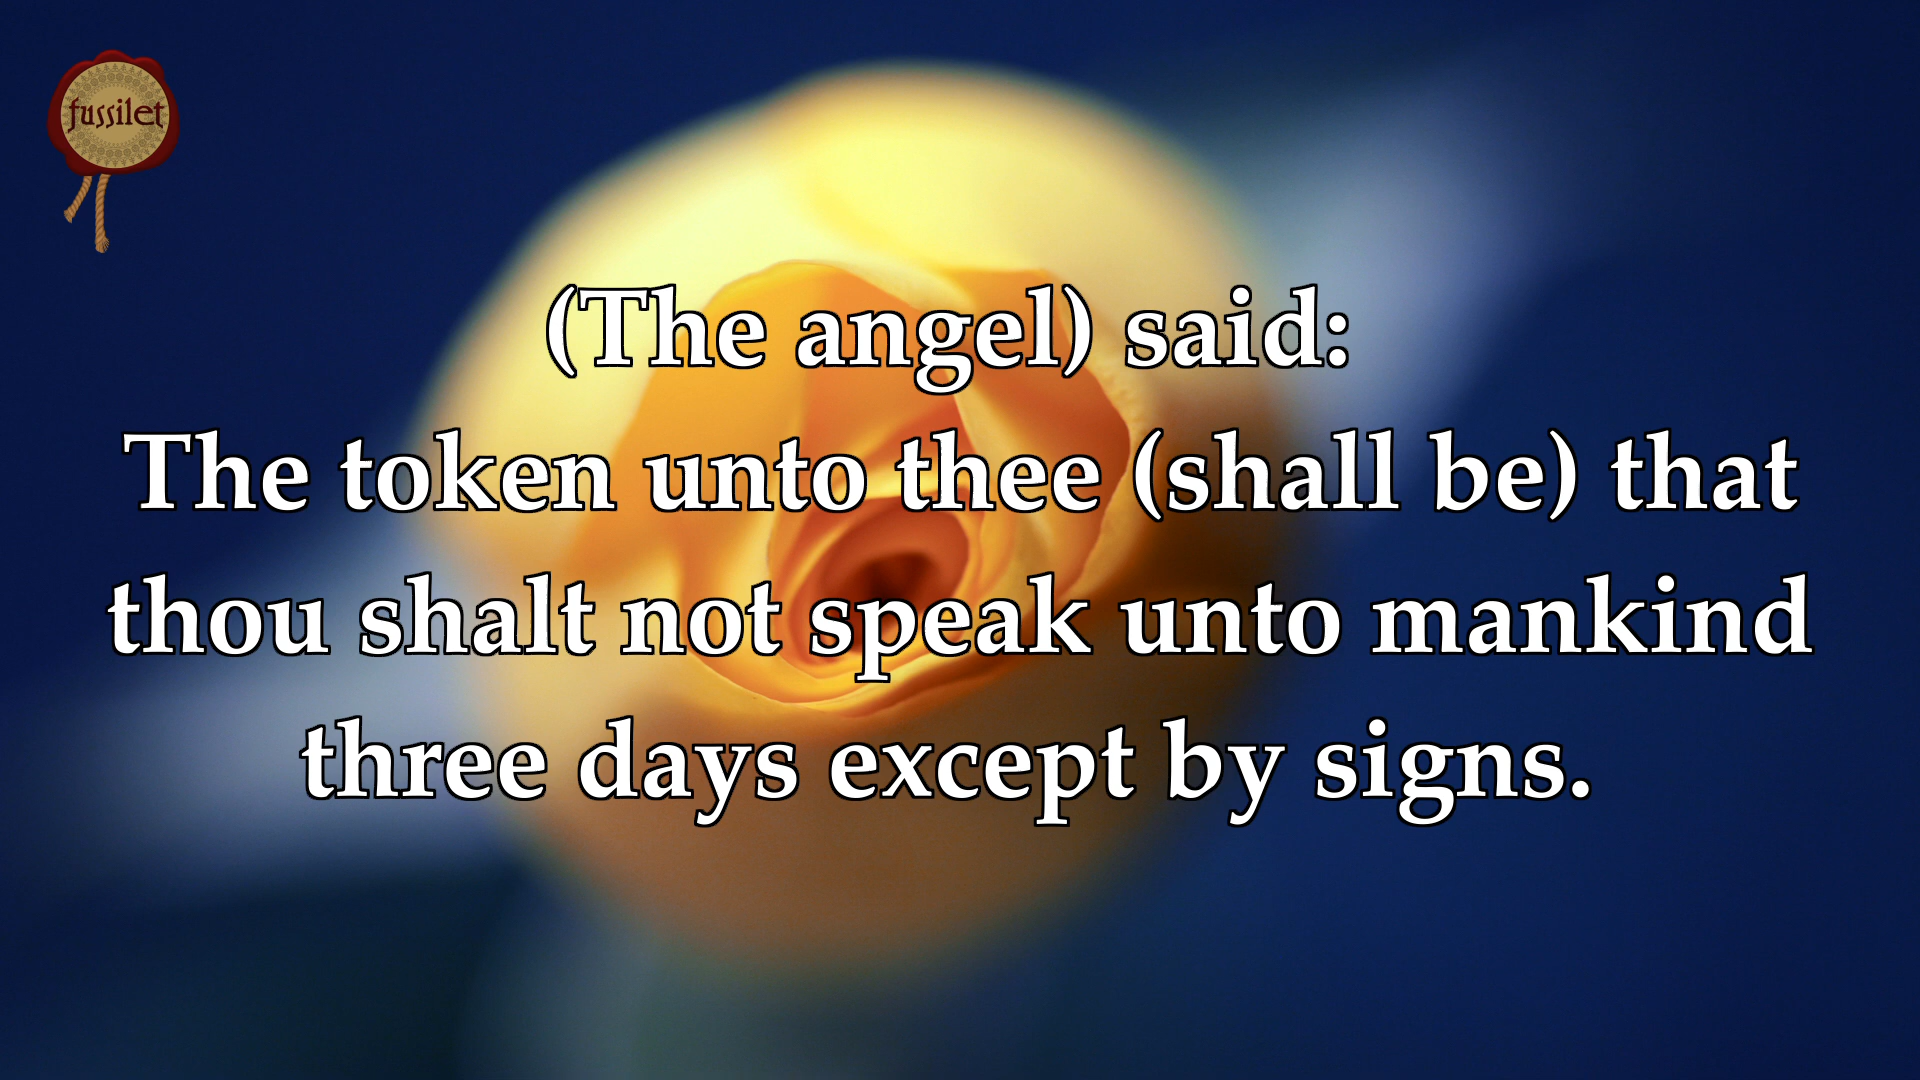 fussilet
(The angel) said:
The token unto thee (shall be) that
thou shalt not speak unto mankind
three days except by signs.